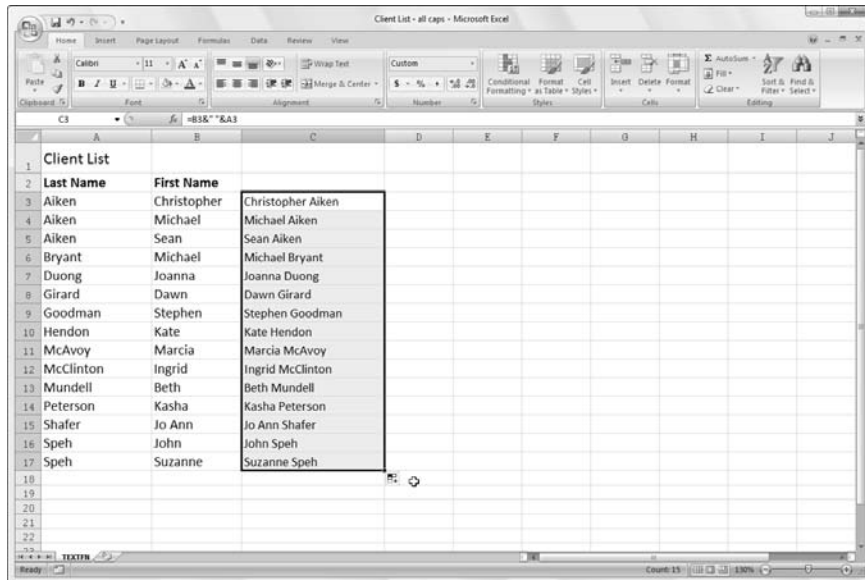 Client List - all caps - Microsoft Excel
Home Insert Page Layout Formulas Data Review View
Calibri 11 A A Wrap Text Custom Σ AutoSum
Fill
Paste B I U A Merge & Center $ % , Conditional Formatting Format as Table Cell Styles Insert Delete Format Clear Sort & Filter Find & Select
Clipboard Font Alignment Number Styles Cells Editing
C3 fx =B3&" "&A3
A B C D E F G H I J
1 Client List
2 Last Name First Name
3 Aiken Christopher Christopher Aiken
4 Aiken Michael Michael Aiken
5 Aiken Sean Sean Aiken
6 Bryant Michael Michael Bryant
7 Duong Joanna Joanna Duong
8 Girard Dawn Dawn Girard
9 Goodman Stephen Stephen Goodman
10 Hendon Kate Kate Hendon
11 McAvoy Marcia Marcia McAvoy
12 McClinton Ingrid Ingrid McClinton
13 Mundell Beth Beth Mundell
14 Peterson Kasha Kasha Peterson
15 Shafer Jo Ann Jo Ann Shafer
16 Speh John John Speh
17 Speh Suzanne Suzanne Speh
18
19
20
21
22
TEXTFN
Ready Count: 15 130%